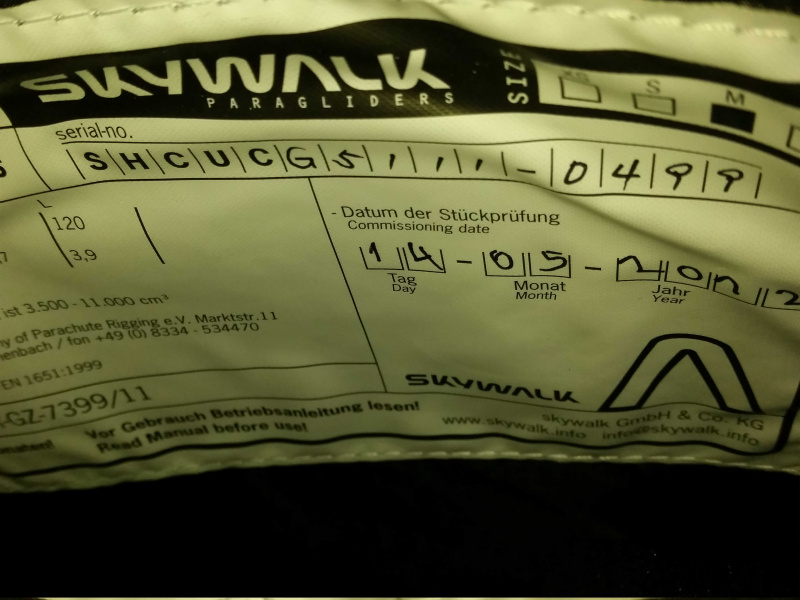 SKYWALK
PARAGLIDERS
SIZE
XS S M
serial-no.
SHCUCG5111-0499
L
120
3,9
- Datum der Stückprüfung
Commissioning date
14-05-
Tag Monat Jahr
Day Month Year
ist 3.500 - 11.000 cm³
of Parachute Rigging e.V. Marktstr.11
/ fon +49 (0) 8334 - 534470
EN 1651:1999
-GZ-7399/11
SKYWALK
Vor Gebrauch Betriebsanleitung lesen!
Read Manual before use!
skywalk GmbH & Co. KG
www.skywalk.info info@skywalk.info